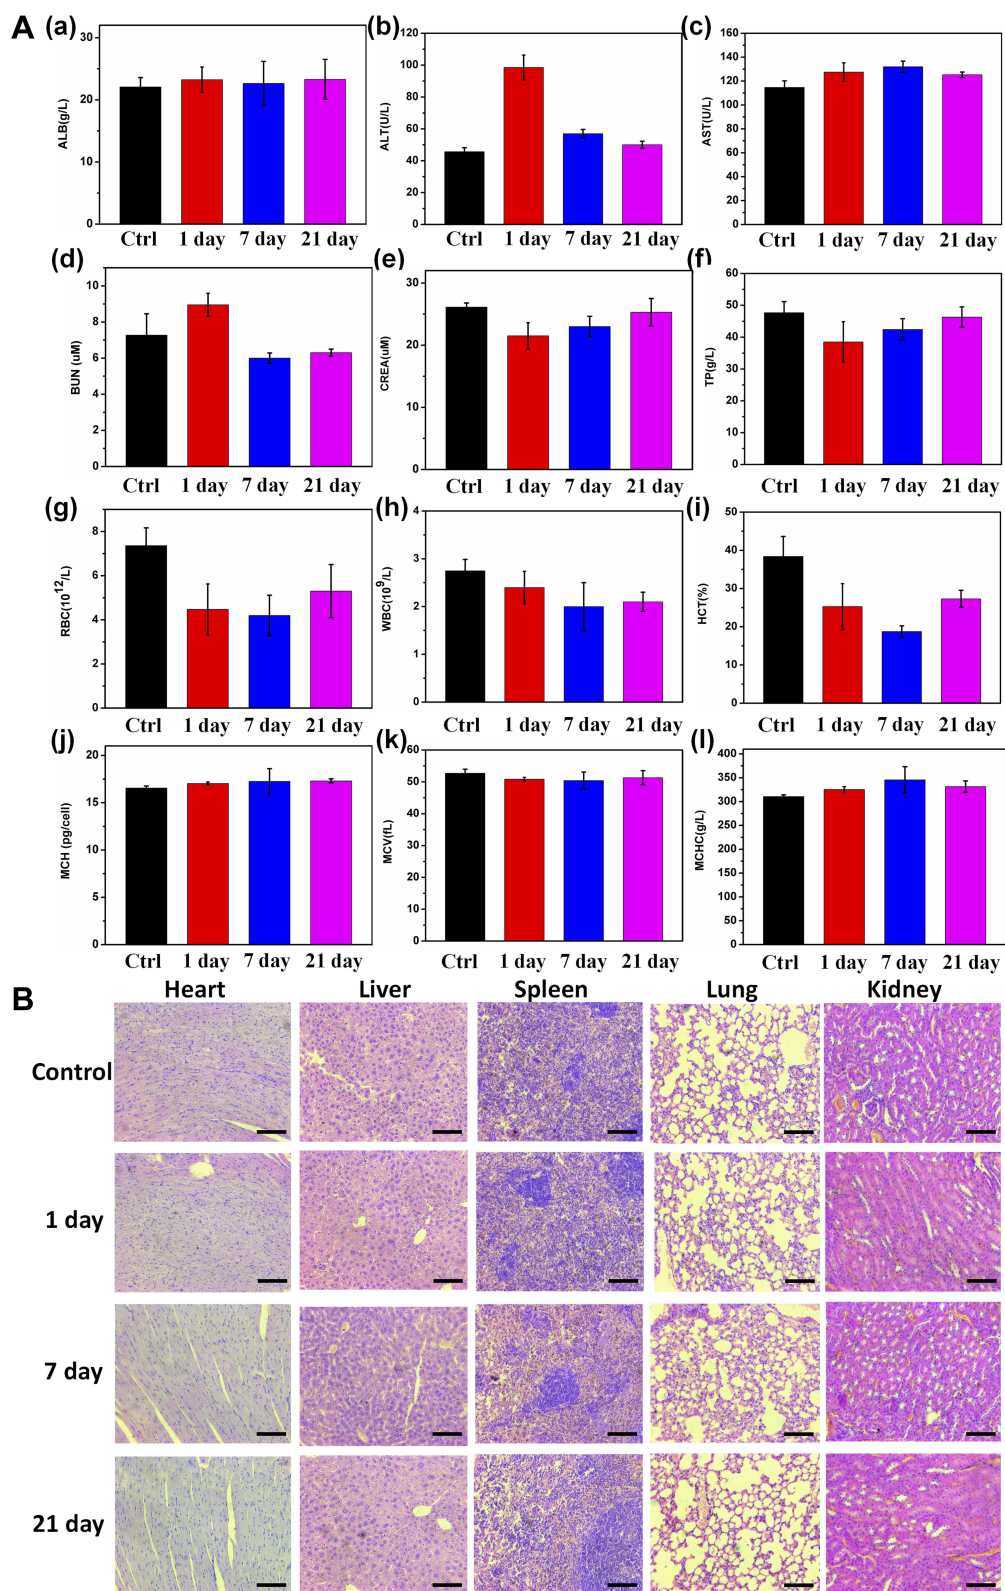 A
(a)
ALB(g/L)
30
20
10
0
Ctrl 1 day 7 day 21 day
(b)
ALT(U/L)
120
100
80
60
40
20
0
Ctrl 1 day 7 day 21 day
(c)
AST(U/L)
160
140
120
100
80
60
40
20
0
Ctrl 1 day 7 day 21 day
(d)
BUN (uM)
10
8
6
4
2
0
Ctrl 1 day 7 day 21 day
(e)
CREA(uM)
30
20
10
0
Ctrl 1 day 7 day 21 day
(f)
TP(g/L)
60
50
40
30
20
10
0
Ctrl 1 day 7 day 21 day
(g)
RBC(10¹²/L)
8
6
4
2
0
Ctrl 1 day 7 day 21 day
(h)
WBC(10⁹/L)
4
3
2
1
0
Ctrl 1 day 7 day 21 day
(i)
HCT(%)
50
40
30
20
10
0
Ctrl 1 day 7 day 21 day
(j)
MCH (pg/cell)
20
15
10
5
0
Ctrl 1 day 7 day 21 day
(k)
MCV(fL)
60
50
40
30
20
10
0
Ctrl 1 day 7 day 21 day
(l)
MCHC(g/L)
400
350
300
250
200
150
100
50
0
Ctrl 1 day 7 day 21 day
B
Heart Liver Spleen Lung Kidney
Control
1 day
7 day
21 day